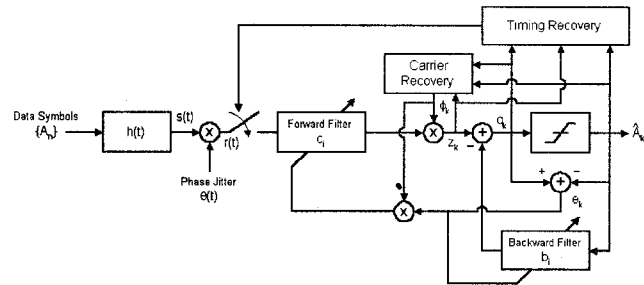 Timing Recovery
Carrier
Recovery
Data Symbols
{Aₙ}
s(t)
h(t)
r(t)
Forward Filter
cᵢ
ϕₖ
zₖ
qₖ
Âₖ
Phase Jitter
θ(t)
eₖ
Backward Filter
bᵢ